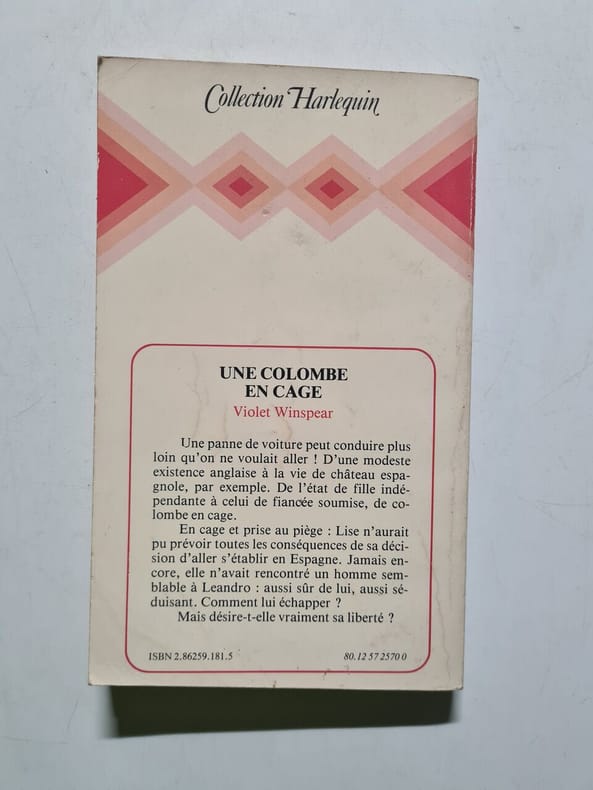 Collection Harlequin
UNE COLOMBE
EN CAGE
Violet Winspear
Une panne de voiture peut conduire plus
loin qu'on ne voulait aller ! D'une modeste
existence anglaise à la vie de château espa-
gnole, par exemple. De l'état de fille indé-
pendante à celui de fiancée soumise, de co-
lombe en cage.
En cage et prise au piège : Lise n'aurait
pu prévoir toutes les conséquences de sa déci-
sion d'aller s'établir en Espagne. Jamais en-
core, elle n'avait rencontré un homme sem-
blable à Leandro : aussi sûr de lui, aussi sé-
duisant. Comment lui échapper ?
Mais désire-t-elle vraiment sa liberté ?
ISBN 2.86259.181.5 80.12 57 2570 0